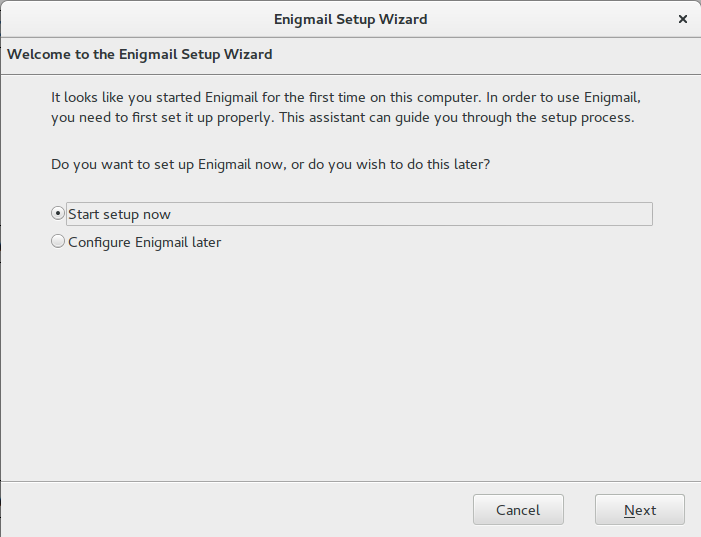 Enigmail Setup Wizard
Welcome to the Enigmail Setup Wizard
It looks like you started Enigmail for the first time on this computer. In order to use Enigmail,
you need to first set it up properly. This assistant can guide you through the setup process.
Do you want to set up Enigmail now, or do you wish to do this later?
Start setup now
Configure Enigmail later
Cancel
Next